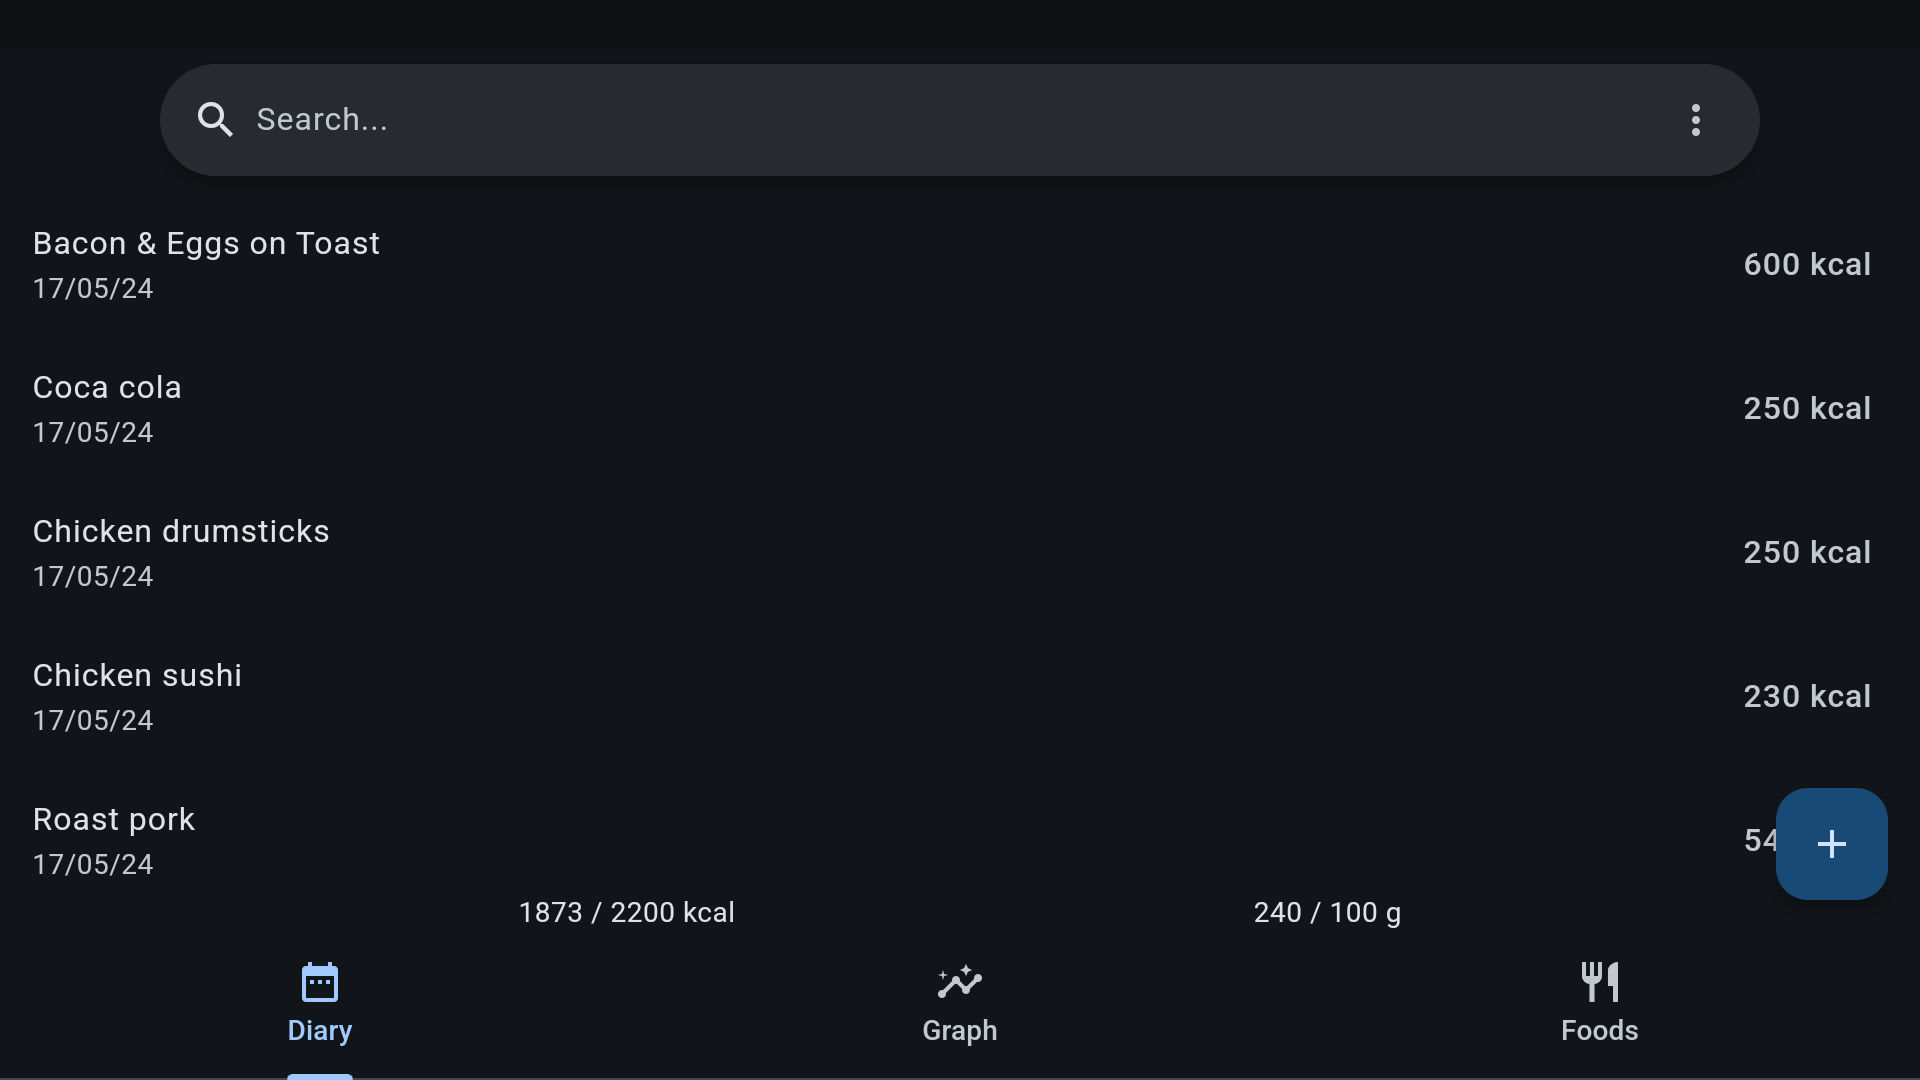 Search...
Bacon & Eggs on Toast
17/05/24
600 kcal
Coca cola
17/05/24
250 kcal
Chicken drumsticks
17/05/24
250 kcal
Chicken sushi
17/05/24
230 kcal
Roast pork
17/05/24
1873 / 2200 kcal
240 / 100 g
Diary
Graph
Foods